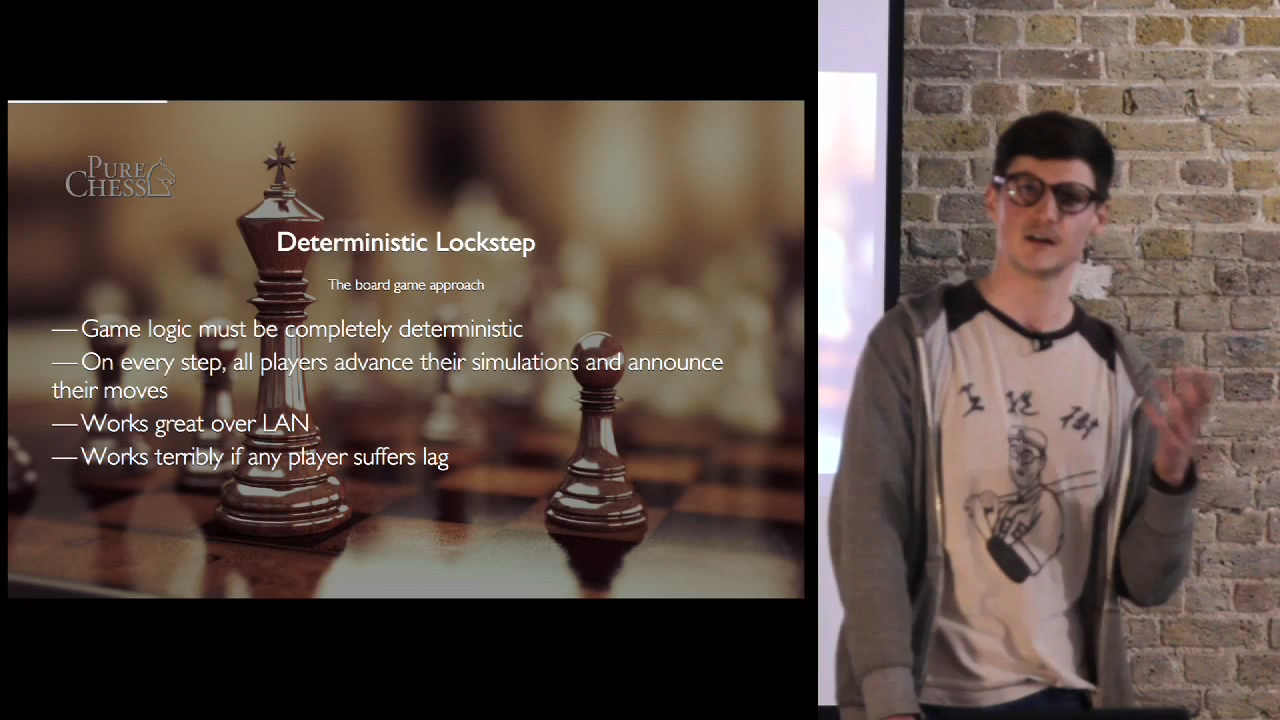 PURE
CHESS
Deterministic Lockstep
The board game approach
— Game logic must be completely deterministic
— On every step, all players advance their simulations and announce
their moves
— Works great over LAN
— Works terribly if any player suffers lag